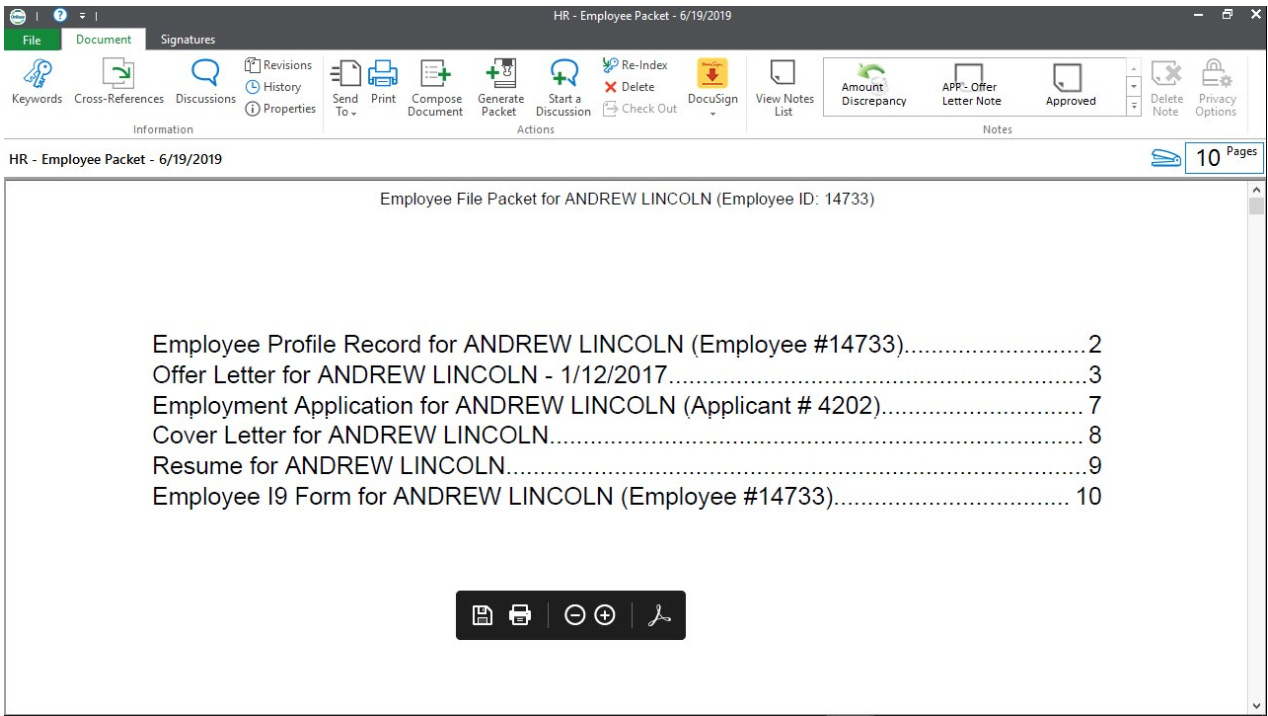 HR - Employee Packet - 6/19/2019
File Document Signatures
Keywords Cross-References Discussions
Revisions
History
Properties
Information
Send To
Print
Compose Document
Generate Packet
Start a Discussion
Re-Index
Delete
Check Out
DocuSign
Actions
View Notes List
Amount Discrepancy
APP - Offer Letter Note
Approved
Delete Note
Privacy Options
Notes
HR - Employee Packet - 6/19/2019
10 Pages
Employee File Packet for ANDREW LINCOLN (Employee ID: 14733)
Employee Profile Record for ANDREW LINCOLN (Employee #14733)............................2
Offer Letter for ANDREW LINCOLN - 1/12/2017................................................................3
Employment Application for ANDREW LINCOLN (Applicant # 4202)............................... 7
Cover Letter for ANDREW LINCOLN................................................................................. 8
Resume for ANDREW LINCOLN........................................................................................9
Employee I9 Form for ANDREW LINCOLN (Employee #14733).................................... 10